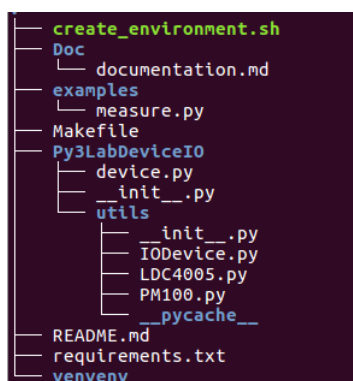 create_environment.sh
Doc
documentation.md
examples
measure.py
Makefile
Py3LabDeviceIO
device.py
__init__.py
utils
__init__.py
IODevice.py
LDC4005.py
PM100.py
__pycache__
README.md
requirements.txt
venvenv